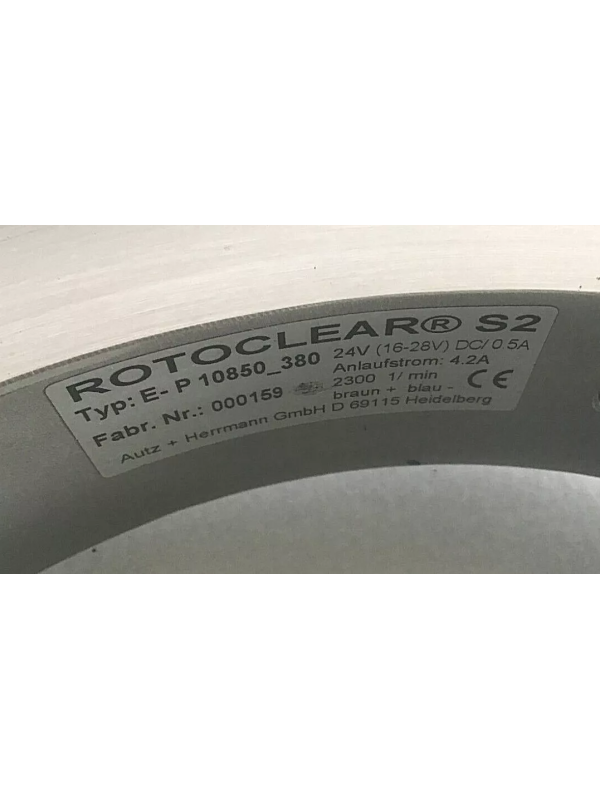 ROTOCLEAR® S2
Typ: E- P 10850_380
Fabr. Nr.: 000159
24V (16-28V) DC/ 0.5A
Anlaufstrom: 4.2A
2300 1/ min
braun + blau -
CE
Autz + Herrmann GmbH D 69115 Heidelberg